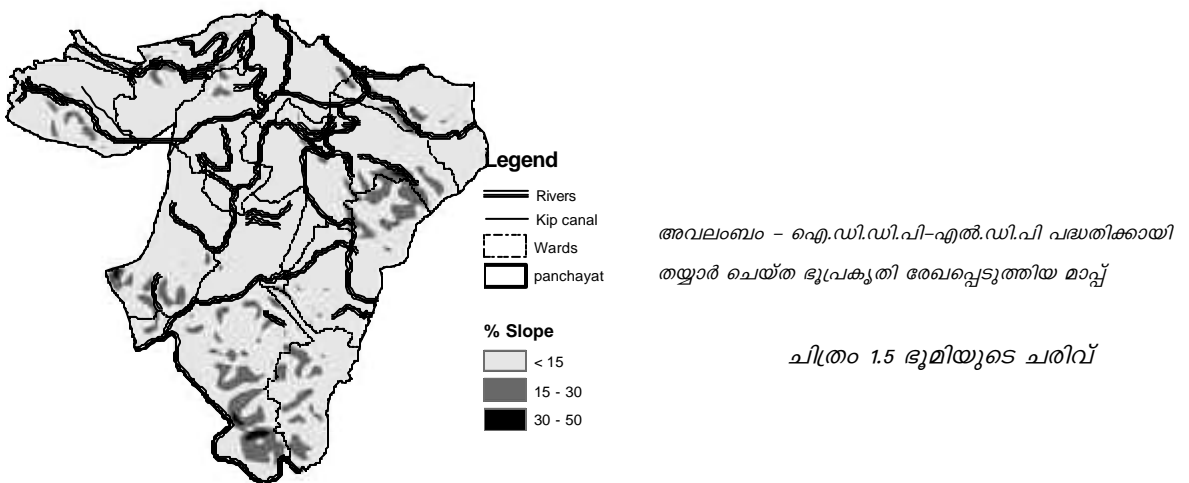 Legend
Rivers
Kip canal
Wards
panchayat
% Slope
< 15
15 - 30
30 - 50
അവലംബം - ഐ.ഡി.ഡി.പി-എൽ.ഡി.പി പദ്ധതിക്കായി
തയ്യാർ ചെയ്ത ഭൂപ്രകൃതി രേഖപ്പെടുത്തിയ മാപ്പ്
ചിത്രം 1.5 ഭൂമിയുടെ ചരിവ്